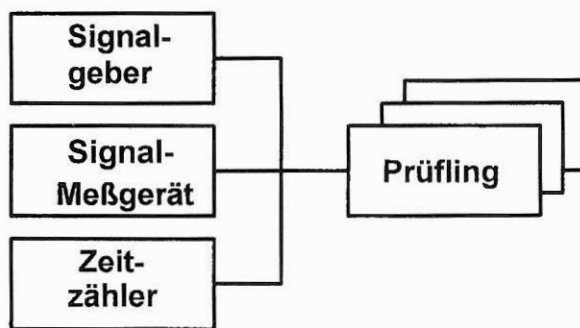 Signal-
geber
Signal-
Meßgerät
Prüfling
Zeit-
zähler